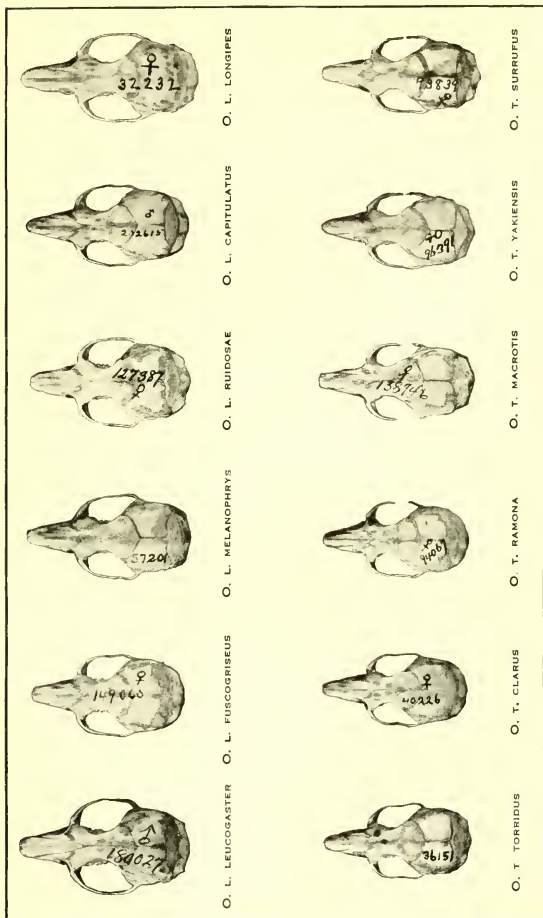 ♂
184027
O. L. LEUCOGASTER
149060
♀
O. L. FUSCOGRISEUS
57201
O. L. MELANOPHRYS
127387
♀
O. L. RUIDOSAE
♂
O. L. CAPITULATUS
♀
32232
O. L. LONGIPES
36151
O. T TORRIDUS
♀
40226
O. T. CLARUS
O. T. RAMONA
♀
O. T. MACROTIS
O. T. YAKIENSIS
93839
O. T. SURRUFUS